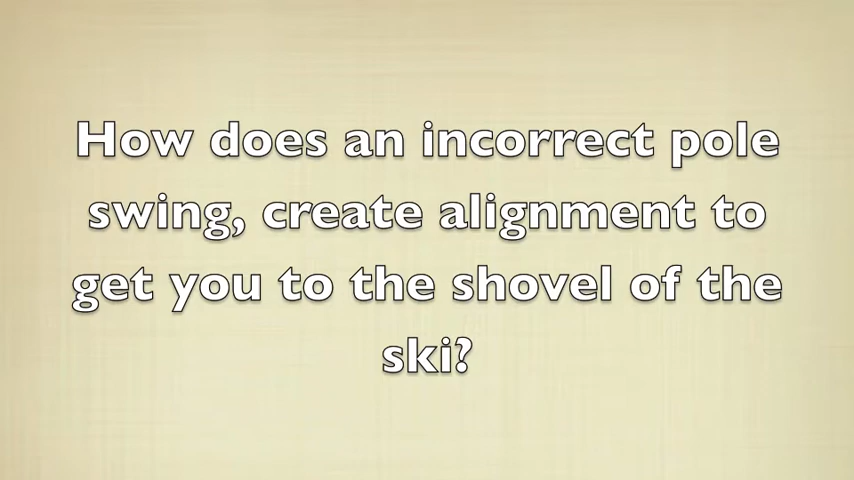 How does an incorrect pole
swing, create alignment to
get you to the shovel of the
ski?